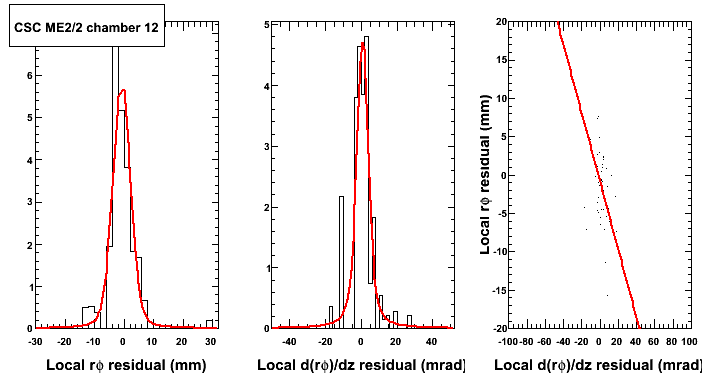 CSC ME2/2 chamber 12
6
5
4
3
2
1
0
-30 -20 -10 0 10 20 30
Local rϕ residual (mm)
5
4
3
2
1
0
-40 -20 0 20 40
Local d(rϕ)/dz residual (mrad)
Local rϕ residual (mm)
20
15
10
5
0
-5
-10
-15
-20
-100 -80 -60 -40 -20 0 20 40 60 80 100
Local d(rϕ)/dz residual (mrad)